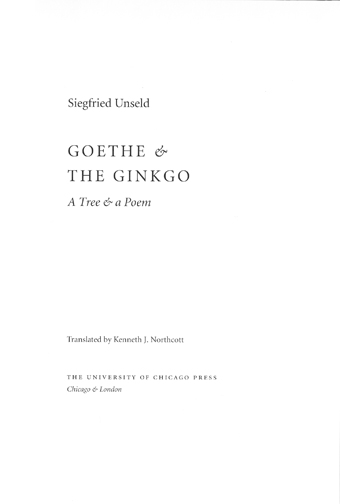 Siegfried Unseld
GOETHE &
THE GINKGO
A Tree & a Poem
Translated by Kenneth J. Northcott
THE UNIVERSITY OF CHICAGO PRESS
Chicago & London